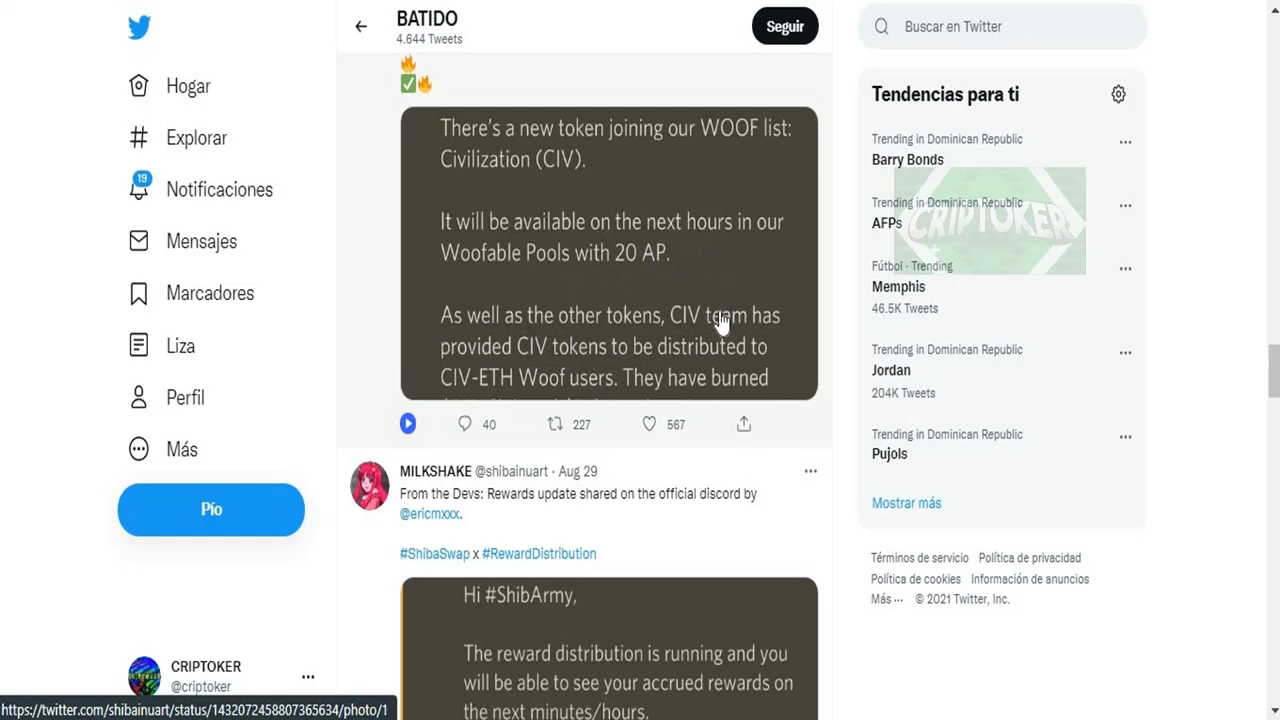 BATIDO
4.644 Tweets
Seguir
Buscar en Twitter
Hogar
Explorar
19
Notificaciones
Mensajes
Marcadores
Liza
Perfil
Más
Pío
CRIPTOKER
@criptoker
There's a new token joining our WOOF list:
Civilization (CIV).
It will be available on the next hours in our
Woofable Pools with 20 AP.
As well as the other tokens, CIV team has
provided CIV tokens to be distributed to
CIV-ETH Woof users. They have burned
40
227
567
MILKSHAKE @shibainuart · Aug 29
From the Devs: Rewards update shared on the official discord by
@ericmxxx.
#ShibaSwap x #RewardDistribution
Hi #ShibArmy,
The reward distribution is running and you
will be able to see your accrued rewards on
the next minutes/hours.
Tendencias para ti
Trending in Dominican Republic
Barry Bonds
Trending in Dominican Republic
AFPs
CRIPTOKER
Fútbol · Trending
Memphis
46.5K Tweets
Trending in Dominican Republic
Jordan
204K Tweets
Trending in Dominican Republic
Pujols
Mostrar más
Términos de servicio Política de privacidad
Política de cookies Información de anuncios
Más ··· © 2021 Twitter, Inc.
https://twitter.com/shibainuart/status/1432072458807365634/photo/1